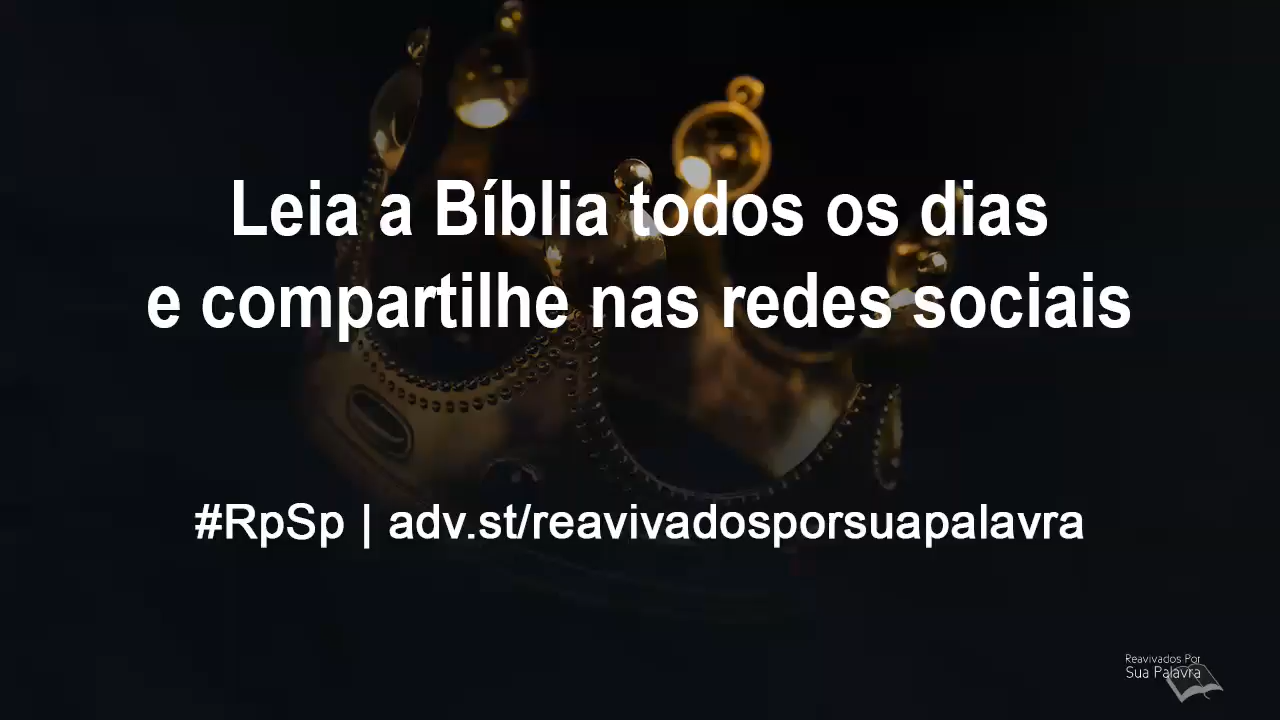 Leia a Bíblia todos os dias
e compartilhe nas redes sociais
#RpSp | adv.st/reavivadosporsuapalavra
Reavivados Por
Sua Palavra